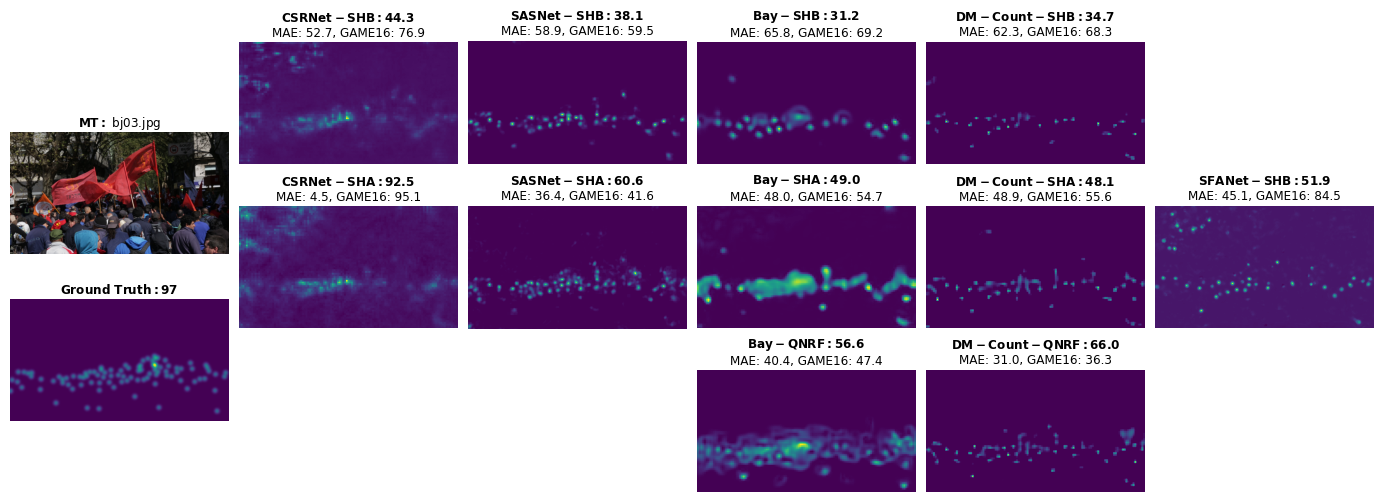 CSRNet−SHB: 44.3
MAE: 52.7, GAME16: 76.9
SASNet−SHB: 38.1
MAE: 58.9, GAME16: 59.5
Bay−SHB: 31.2
MAE: 65.8, GAME16: 69.2
DM−Count−SHB: 34.7
MAE: 62.3, GAME16: 68.3
MT: bj03.jpg
CSRNet−SHA: 92.5
MAE: 4.5, GAME16: 95.1
SASNet−SHA: 60.6
MAE: 36.4, GAME16: 41.6
Bay−SHA: 49.0
MAE: 48.0, GAME16: 54.7
DM−Count−SHA: 48.1
MAE: 48.9, GAME16: 55.6
SFANet−SHB: 51.9
MAE: 45.1, GAME16: 84.5
Ground Truth: 97
Bay−QNRF: 56.6
MAE: 40.4, GAME16: 47.4
DM−Count−QNRF: 66.0
MAE: 31.0, GAME16: 36.3